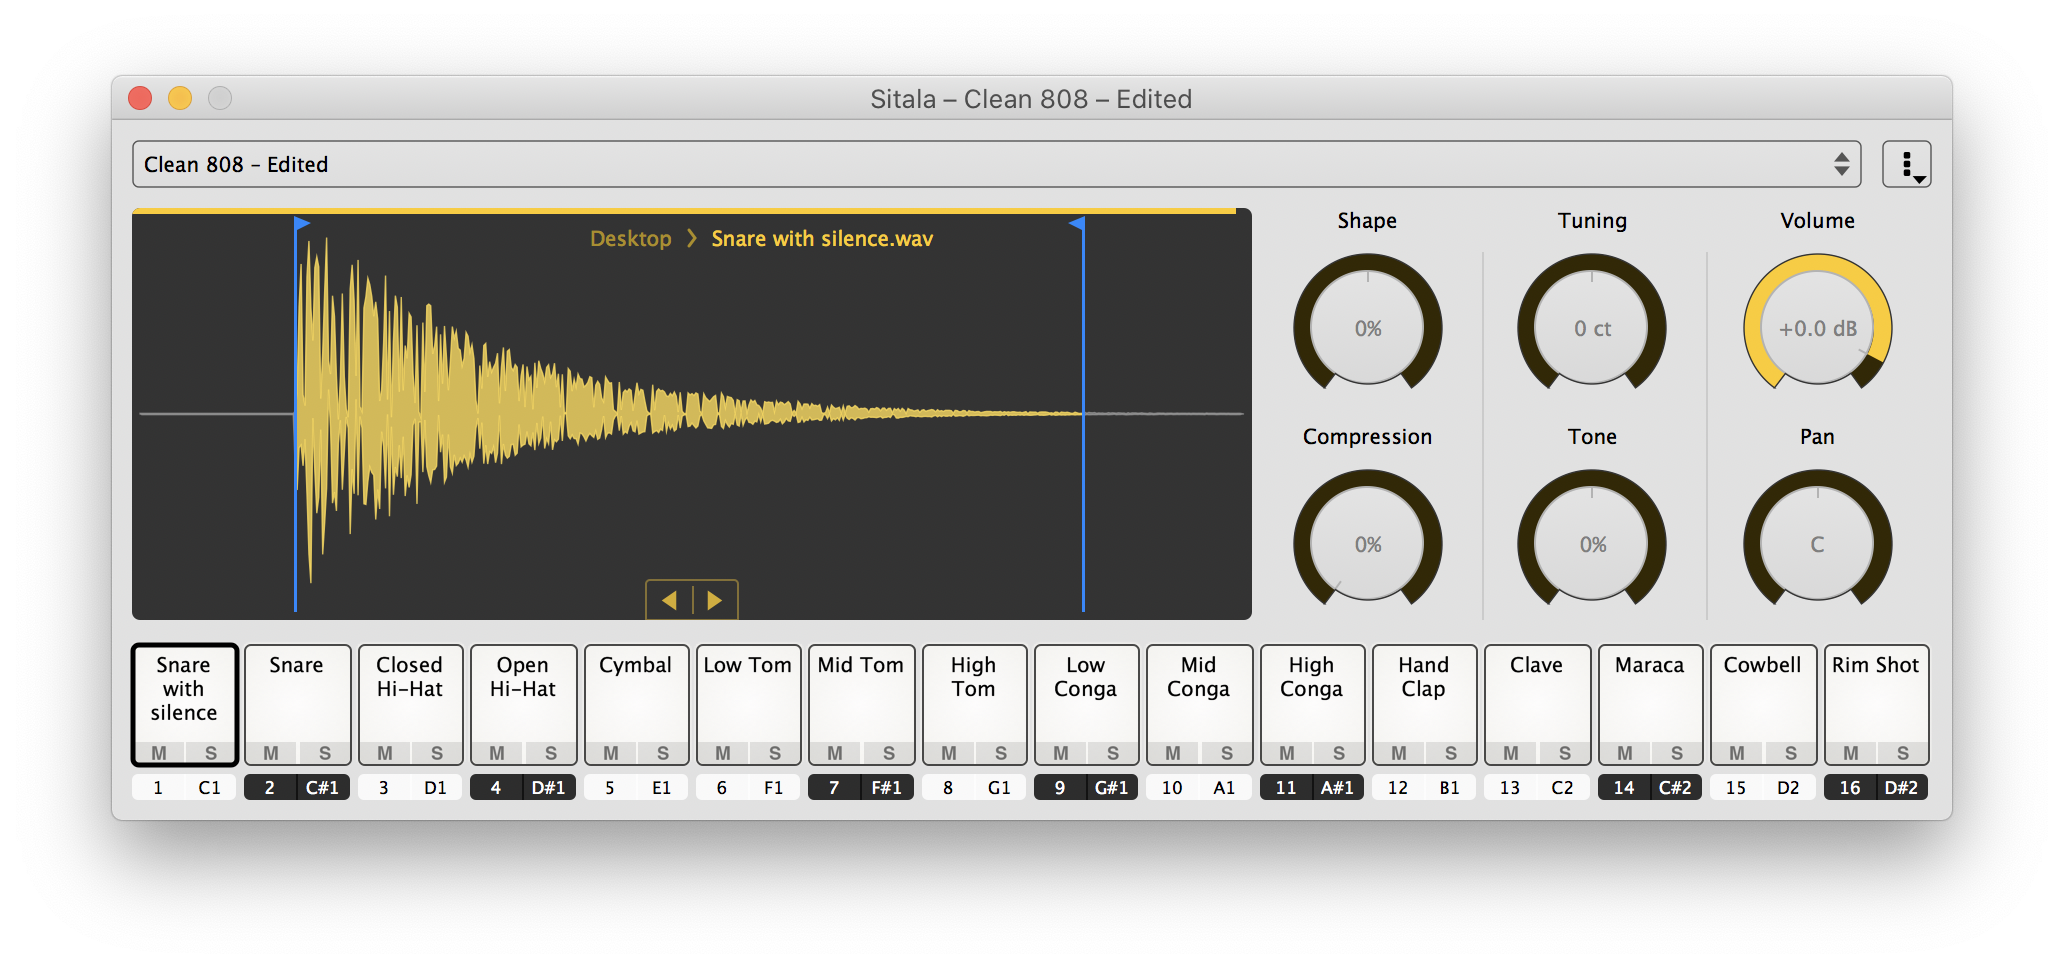 Sitala – Clean 808 – Edited
Clean 808 – Edited
Desktop > Snare with silence.wav
Shape Tuning Volume
0% 0 ct +0.0 dB
Compression Tone Pan
0% 0% C
Snare with silence
M S
1 C1
Snare
M S
2 C#1
Closed Hi-Hat
M S
3 D1
Open Hi-Hat
M S
4 D#1
Cymbal
M S
5 E1
Low Tom
M S
6 F1
Mid Tom
M S
7 F#1
High Tom
M S
8 G1
Low Conga
M S
9 G#1
Mid Conga
M S
10 A1
High Conga
M S
11 A#1
Hand Clap
M S
12 B1
Clave
M S
13 C2
Maraca
M S
14 C#2
Cowbell
M S
15 D2
Rim Shot
M S
16 D#2